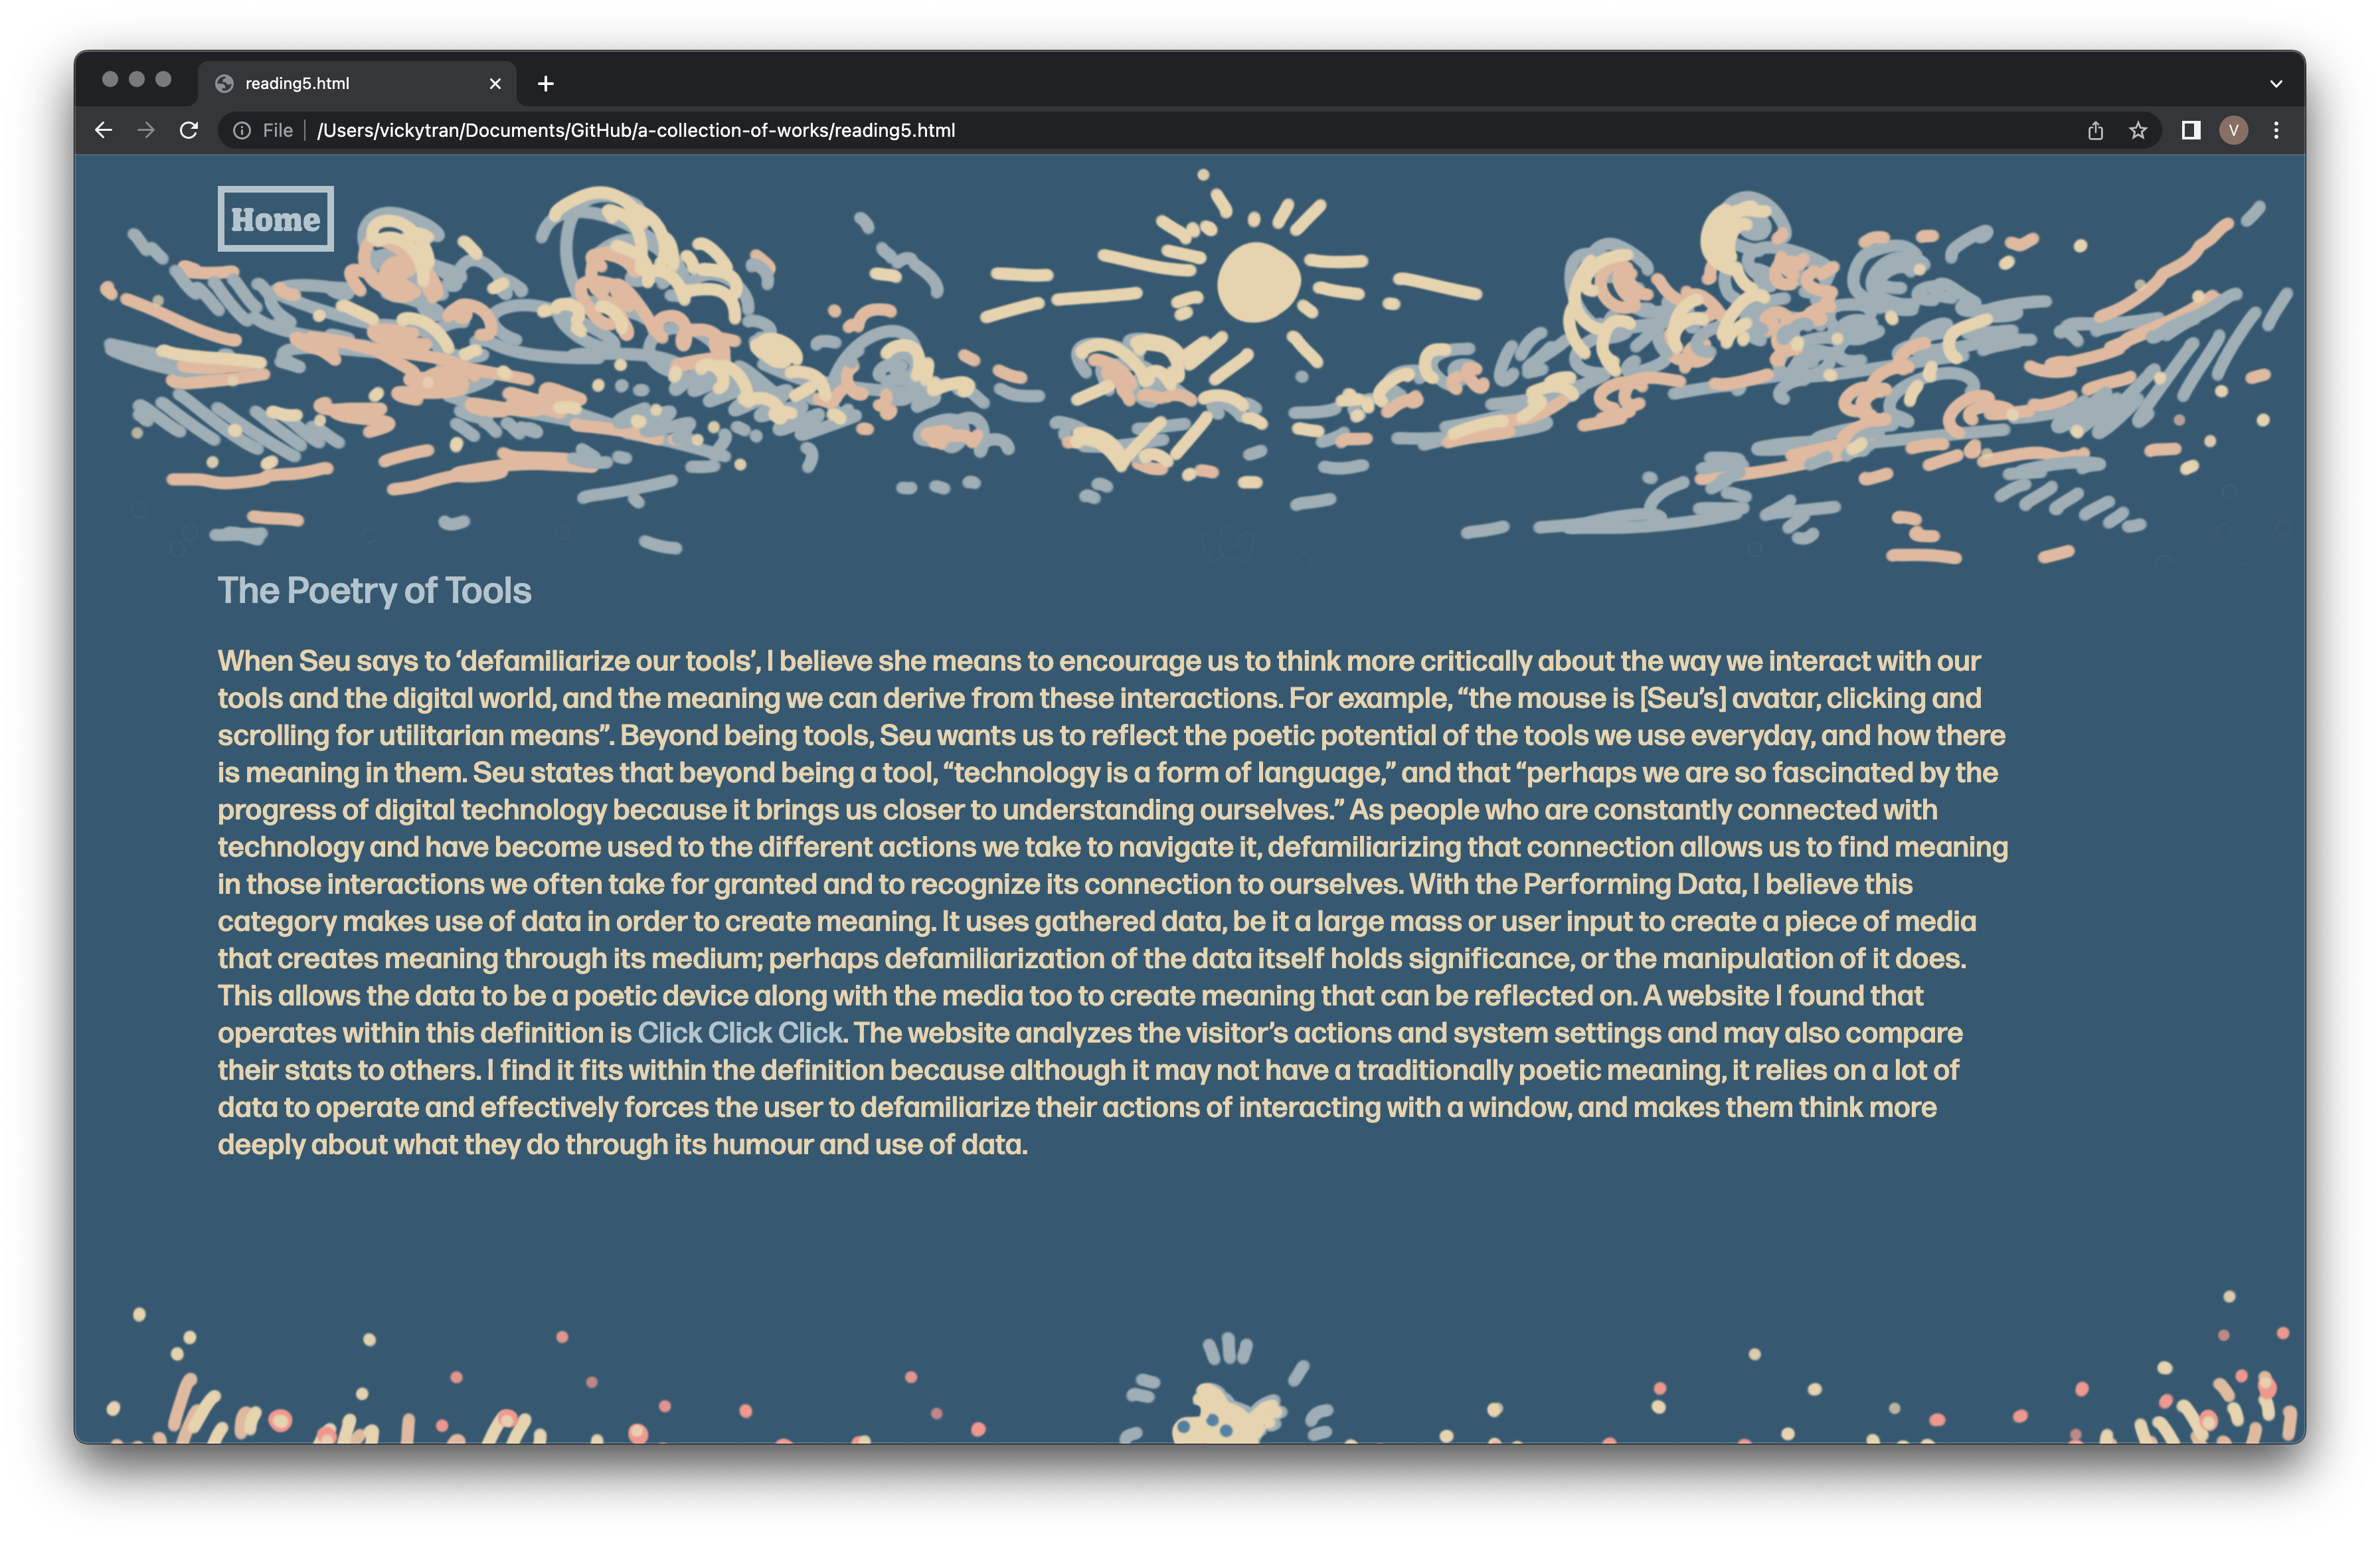 reading5.html
File
/Users/vickytran/Documents/GitHub/a-collection-of-works/reading5.html
V
Home
The Poetry of Tools
When Seu says to ‘defamiliarize our tools’, I believe she means to encourage us to think more critically about the way we interact with our
tools and the digital world, and the meaning we can derive from these interactions. For example, “the mouse is [Seu’s] avatar, clicking and
scrolling for utilitarian means”. Beyond being tools, Seu wants us to reflect the poetic potential of the tools we use everyday, and how there
is meaning in them. Seu states that beyond being a tool, “technology is a form of language,” and that “perhaps we are so fascinated by the
progress of digital technology because it brings us closer to understanding ourselves.” As people who are constantly connected with
technology and have become used to the different actions we take to navigate it, defamiliarizing that connection allows us to find meaning
in those interactions we often take for granted and to recognize its connection to ourselves. With the Performing Data, I believe this
category makes use of data in order to create meaning. It uses gathered data, be it a large mass or user input to create a piece of media
that creates meaning through its medium; perhaps defamiliarization of the data itself holds significance, or the manipulation of it does.
This allows the data to be a poetic device along with the media too to create meaning that can be reflected on. A website I found that
operates within this definition is Click Click Click. The website analyzes the visitor’s actions and system settings and may also compare
their stats to others. I find it fits within the definition because although it may not have a traditionally poetic meaning, it relies on a lot of
data to operate and effectively forces the user to defamiliarize their actions of interacting with a window, and makes them think more
deeply about what they do through its humour and use of data.